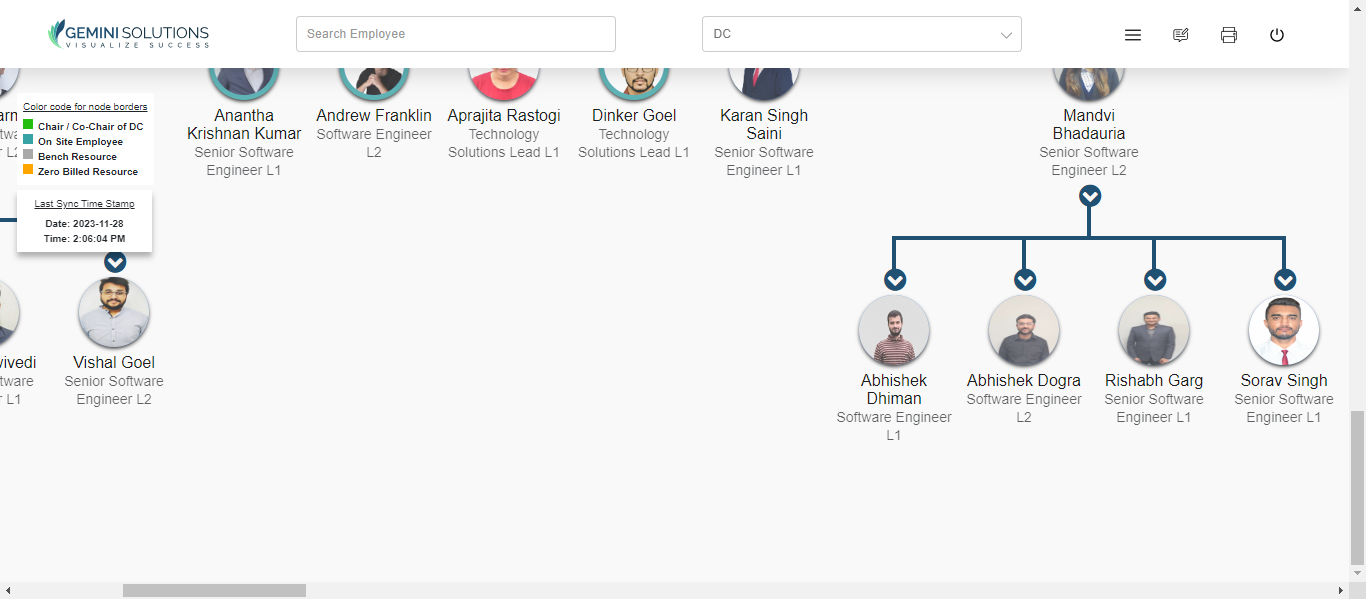 GEMINI SOLUTIONS
VISUALIZE SUCCESS
Search Employee
DC
Color code for node borders
Chair / Co-Chair of DC
On Site Employee
Bench Resource
Zero Billed Resource
Last Sync Time Stamp
Date: 2023-11-28
Time: 2:06:04 PM
Anantha
Krishnan Kumar
Senior Software
Engineer L1
Andrew Franklin
Software Engineer
L2
Aprajita Rastogi
Technology
Solutions Lead L1
Dinker Goel
Technology
Solutions Lead L1
Karan Singh
Saini
Senior Software
Engineer L1
Mandvi
Bhadauria
Senior Software
Engineer L2
wivedi
tware
r L1
Vishal Goel
Senior Software
Engineer L2
Abhishek
Dhiman
Software Engineer
L1
Abhishek Dogra
Software Engineer
L2
Rishabh Garg
Senior Software
Engineer L1
Sorav Singh
Senior Software
Engineer L1